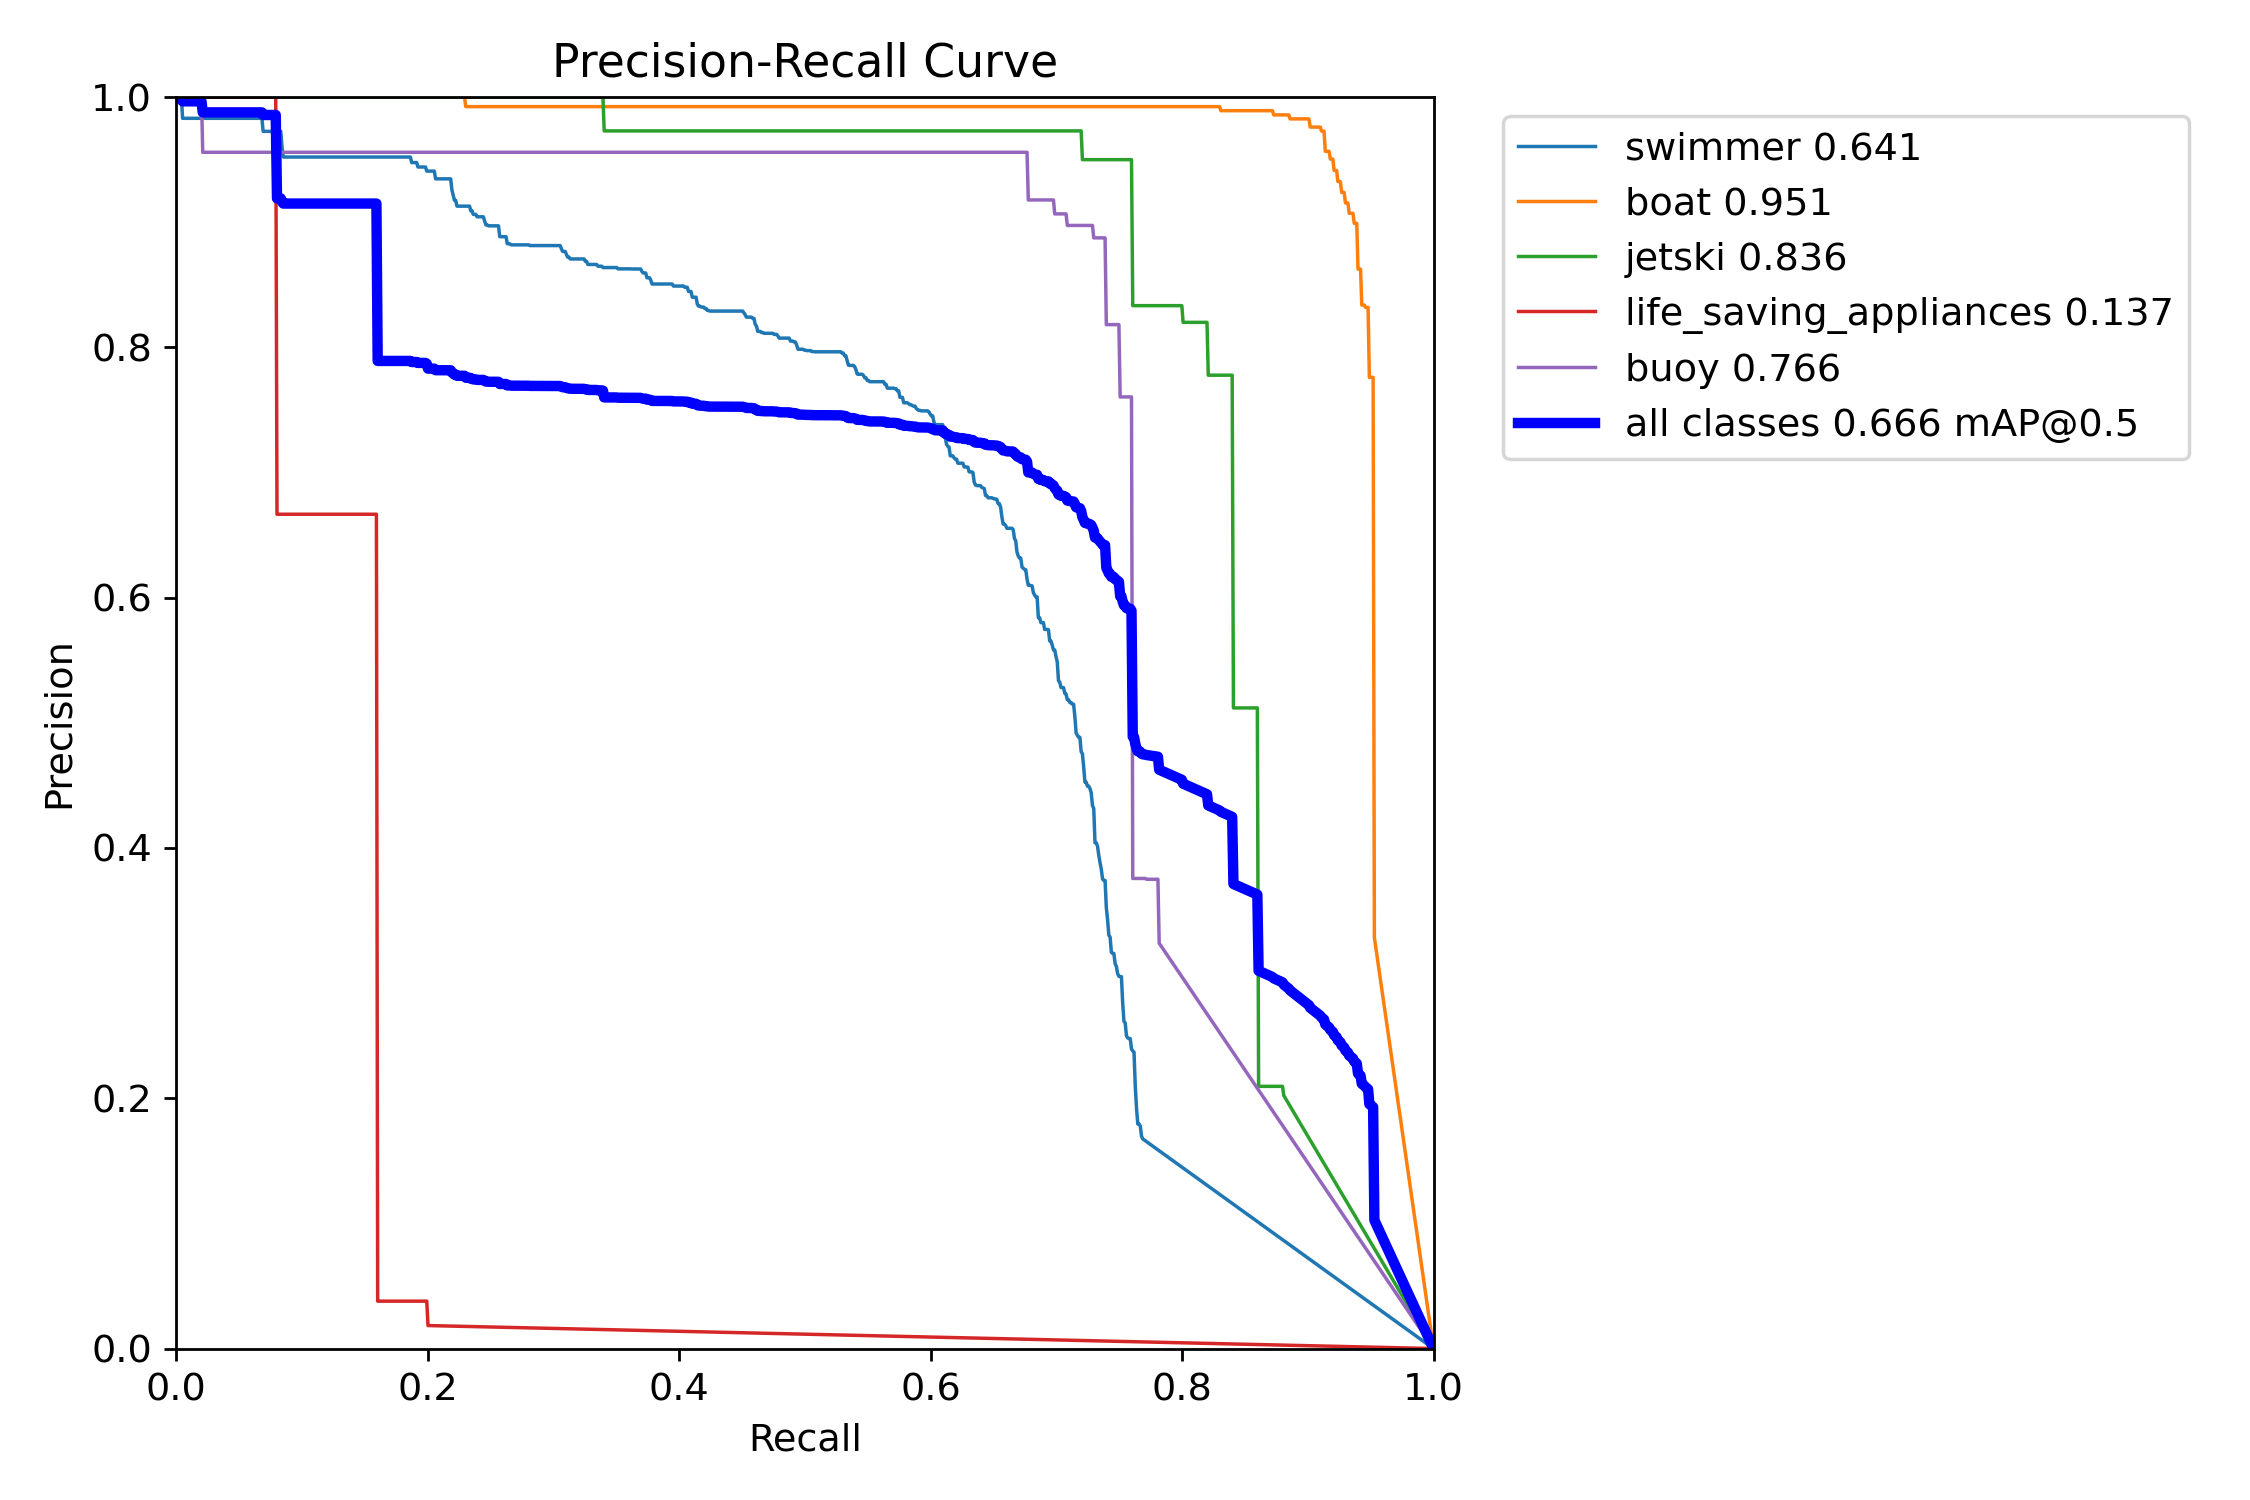 Precision-Recall Curve
1.0
0.8
0.6
0.4
0.2
0.0
Precision
0.0 0.2 0.4 0.6 0.8 1.0
Recall
swimmer 0.641
boat 0.951
jetski 0.836
life_saving_appliances 0.137
buoy 0.766
all classes 0.666 mAP@0.5